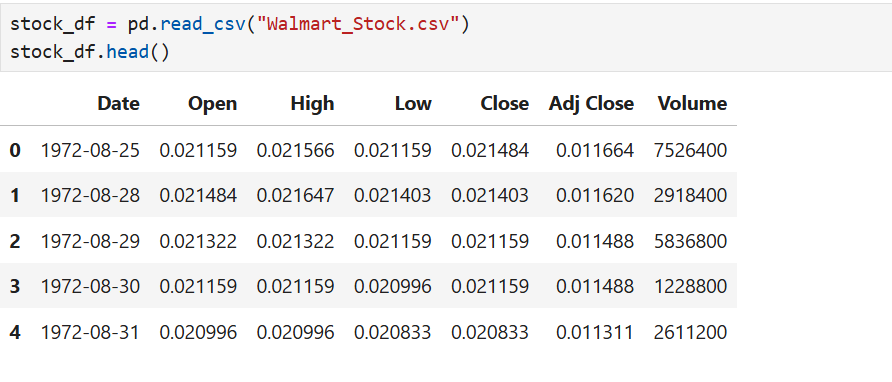 stock_df = pd.read_csv("Walmart_Stock.csv")
stock_df.head()
Date Open High Low Close Adj Close Volume
0 1972-08-25 0.021159 0.021566 0.021159 0.021484 0.011664 7526400
1 1972-08-28 0.021484 0.021647 0.021403 0.021403 0.011620 2918400
2 1972-08-29 0.021322 0.021322 0.021159 0.021159 0.011488 5836800
3 1972-08-30 0.021159 0.021159 0.020996 0.021159 0.011488 1228800
4 1972-08-31 0.020996 0.020996 0.020833 0.020833 0.011311 2611200